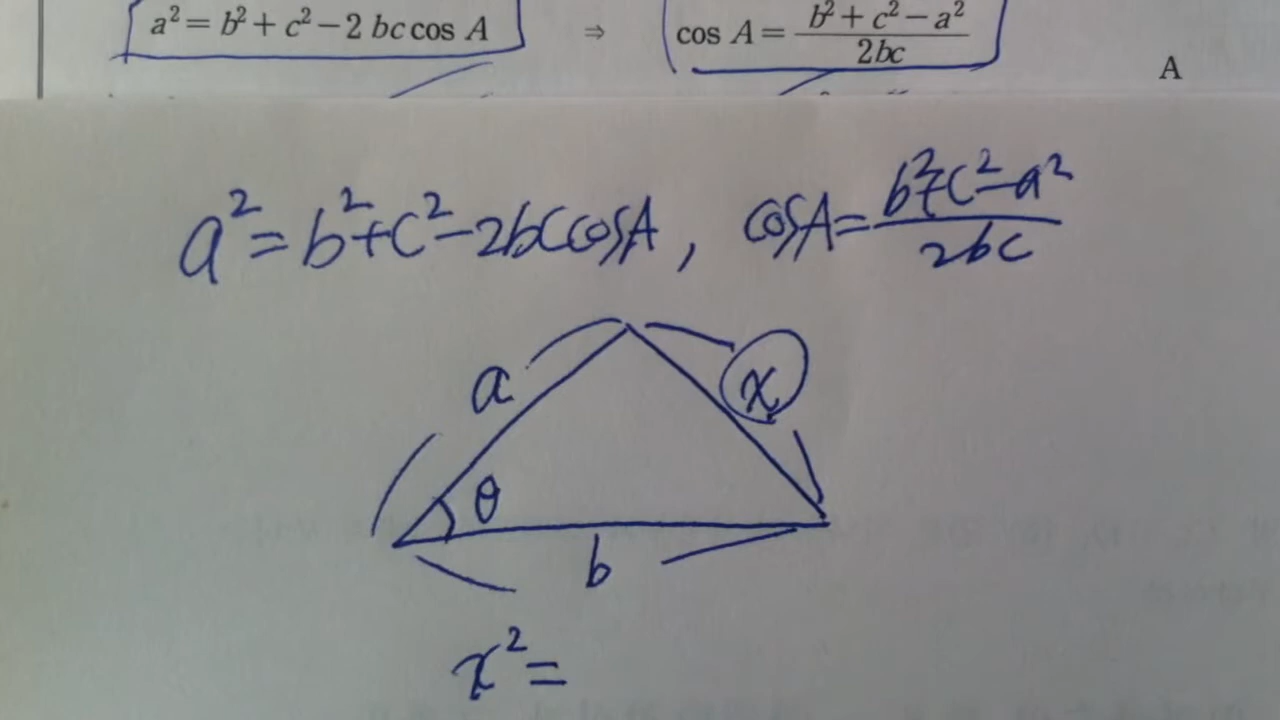 a² = b² + c² − 2 bc cos A ⇒ cos A = (b² + c² − a²)/(2bc)
A
a² = b² + c² − 2bc cosA , cosA = (b² + c² − a²)/(2bc)
a x
θ
b
x² =